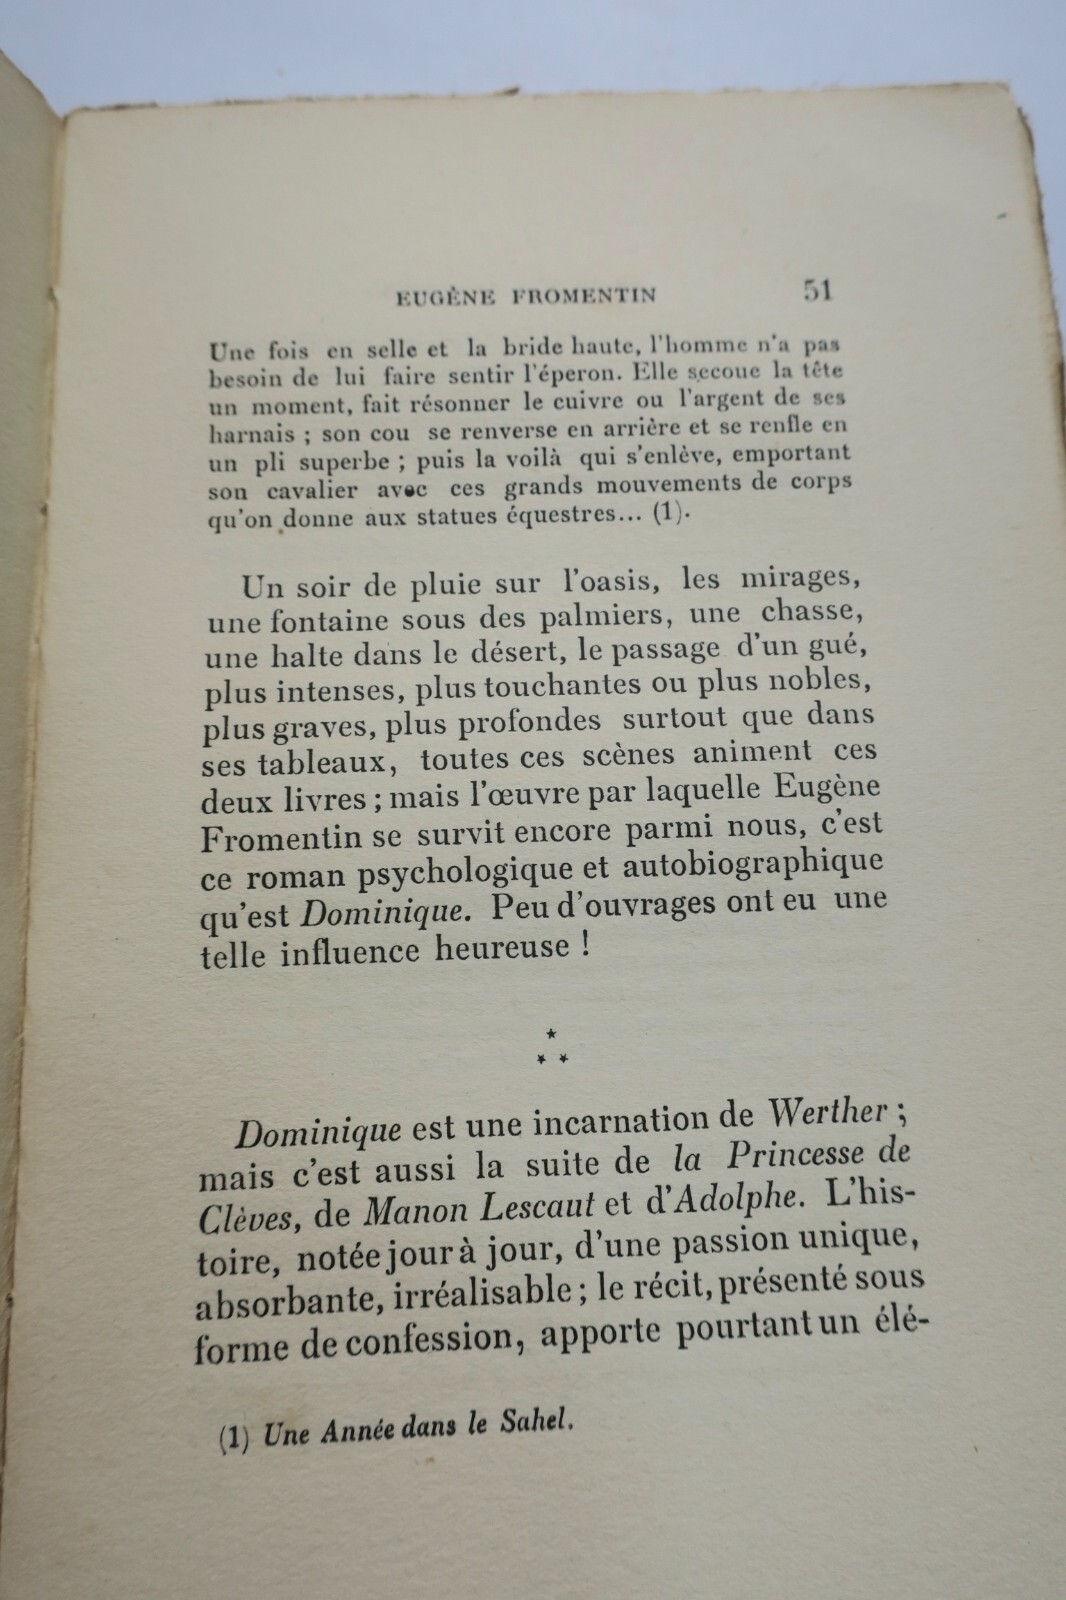 EUGÈNE FROMENTIN 51
Une fois en selle et la bride haute, l'homme n'a pas
besoin de lui faire sentir l'éperon. Elle secoue la tête
un moment, fait résonner le cuivre ou l'argent de ses
harnais ; son cou se renverse en arrière et se renfle en
un pli superbe ; puis la voilà qui s'enlève, emportant
son cavalier avec ces grands mouvements de corps
qu'on donne aux statues équestres... (1).
Un soir de pluie sur l'oasis, les mirages,
une fontaine sous des palmiers, une chasse,
une halte dans le désert, le passage d'un gué,
plus intenses, plus touchantes ou plus nobles,
plus graves, plus profondes surtout que dans
ses tableaux, toutes ces scènes animent ces
deux livres ; mais l'œuvre par laquelle Eugène
Fromentin se survit encore parmi nous, c'est
ce roman psychologique et autobiographique
qu'est Dominique. Peu d'ouvrages ont eu une
telle influence heureuse !
*
* *
Dominique est une incarnation de Werther ;
mais c'est aussi la suite de la Princesse de
Clèves, de Manon Lescaut et d'Adolphe. L'his-
toire, notée jour à jour, d'une passion unique,
absorbante, irréalisable ; le récit, présenté sous
forme de confession, apporte pourtant un élé-
(1) Une Année dans le Sahel.